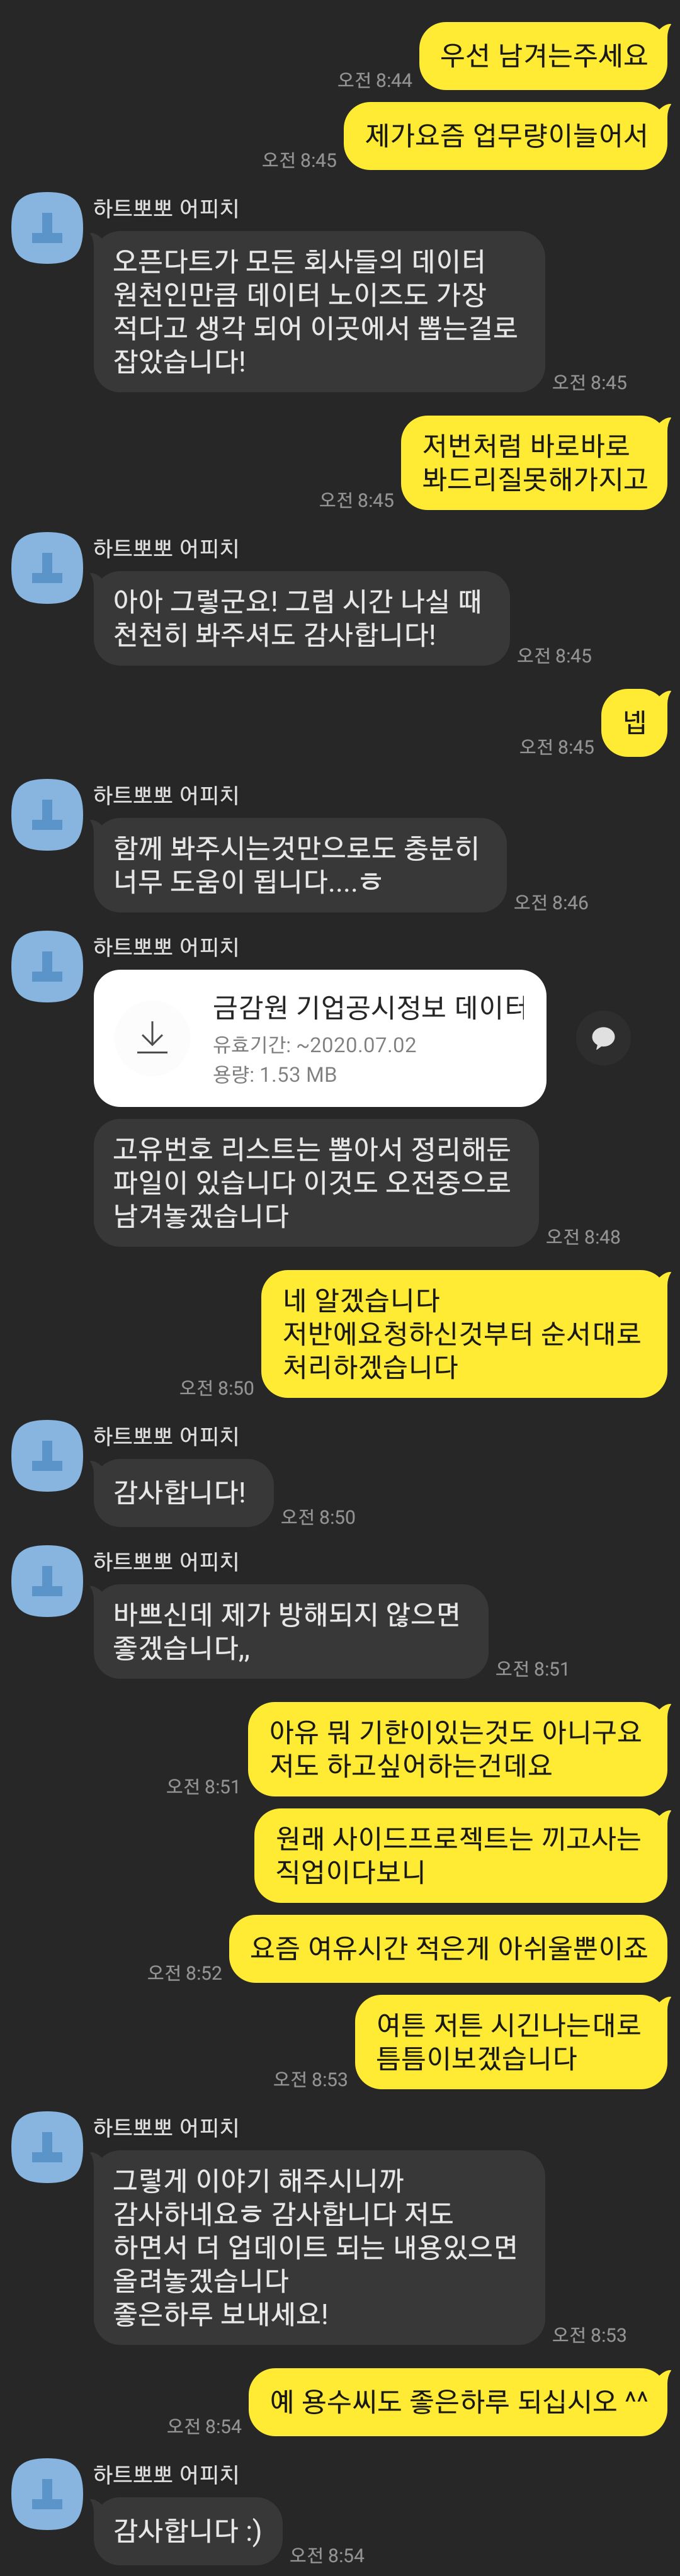 우선 남겨는주세요
오전 8:44
제가요즘 업무량이늘어서
오전 8:45
하트뽀뽀 어피치
오픈다트가 모든 회사들의 데이터
원천인만큼 데이터 노이즈도 가장
적다고 생각 되어 이곳에서 뽑는걸로
잡았습니다!
오전 8:45
저번처럼 바로바로
봐드리질못해가지고
오전 8:45
하트뽀뽀 어피치
아아 그렇군요! 그럼 시간 나실 때
천천히 봐주셔도 감사합니다!
오전 8:45
넵
오전 8:45
하트뽀뽀 어피치
함께 봐주시는것만으로도 충분히
너무 도움이 됩니다....ㅎ
오전 8:46
하트뽀뽀 어피치
금감원 기업공시정보 데이터
유효기간: ~2020.07.02
용량: 1.53 MB
고유번호 리스트는 뽑아서 정리해둔
파일이 있습니다 이것도 오전중으로
남겨놓겠습니다
오전 8:48
네 알겠습니다
저반에요청하신것부터 순서대로
처리하겠습니다
오전 8:50
하트뽀뽀 어피치
감사합니다!
오전 8:50
하트뽀뽀 어피치
바쁘신데 제가 방해되지 않으면
좋겠습니다,,
오전 8:51
아유 뭐 기한이있는것도 아니구요
저도 하고싶어하는건데요
오전 8:51
원래 사이드프로젝트는 끼고사는
직업이다보니
요즘 여유시간 적은게 아쉬울뿐이죠
오전 8:52
여튼 저튼 시긴나는대로
틈틈이보겠습니다
오전 8:53
하트뽀뽀 어피치
그렇게 이야기 해주시니까
감사하네요ㅎ 감사합니다 저도
하면서 더 업데이트 되는 내용있으면
올려놓겠습니다
좋은하루 보내세요!
오전 8:53
예 용수씨도 좋은하루 되십시오 ^^
오전 8:54
하트뽀뽀 어피치
감사합니다 :)
오전 8:54